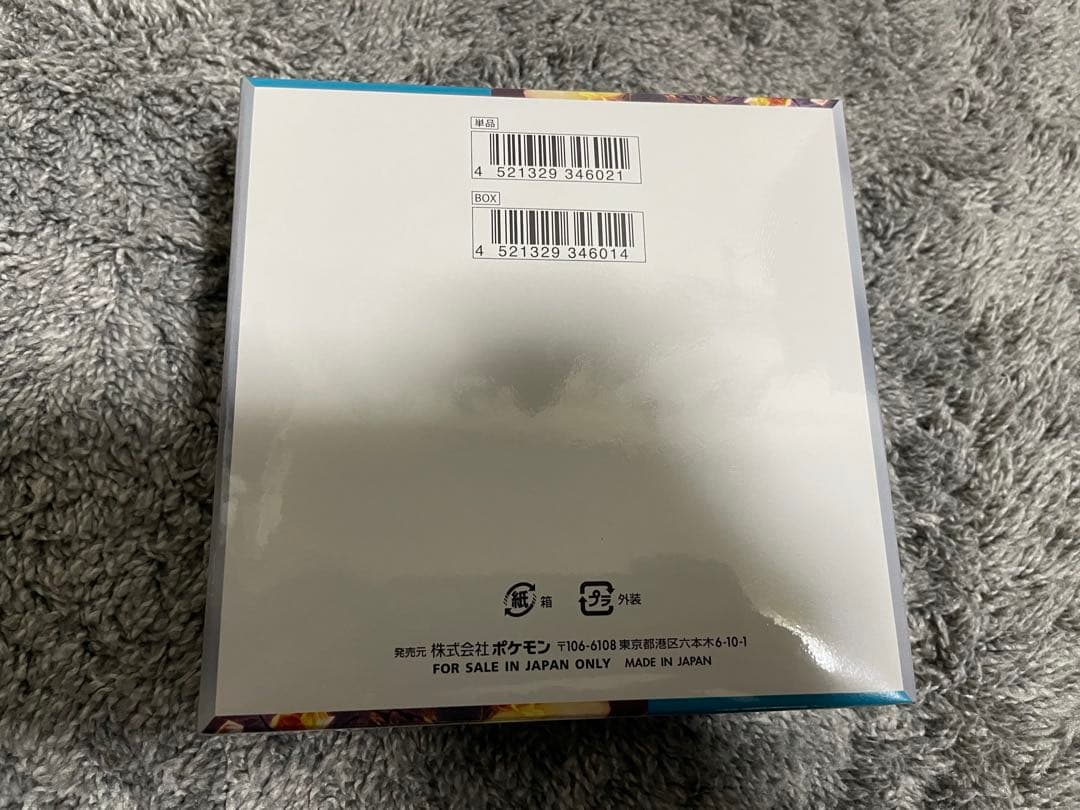 単品
4 521329 346021
BOX
4 521329 346014
紙 箱 プラ 外装
発売元 株式会社 ポケモン 〒106-6108 東京都港区六本木6-10-1
FOR SALE IN JAPAN ONLY MADE IN JAPAN